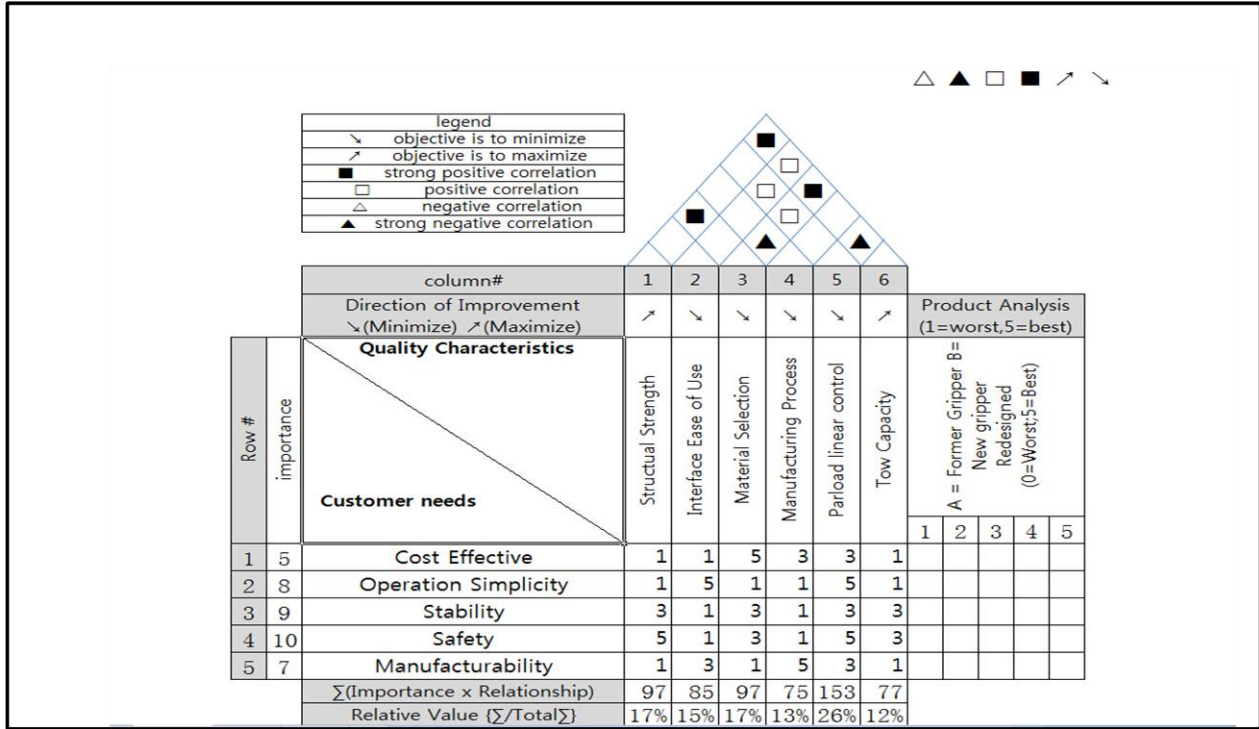 △ ▲ □ ■ ↗ ↘
legend
↘ objective is to minimize
↗ objective is to maximize
■ strong positive correlation
□ positive correlation
△ negative correlation
▲ strong negative correlation
■
□
□ ■
■ □
▲ ▲
column# 1 2 3 4 5 6
Direction of Improvement
↘(Minimize) ↗(Maximize)
↗ ↘ ↘ ↘ ↘ ↗
Product Analysis
(1=worst,5=best)
Row #
importance
Quality Characteristics
Customer needs
Structual Strength
Interface Ease of Use
Material Selection
Manufacturing Process
Parload linear control
Tow Capacity
A = Former Gripper B=
New gripper
Redesigned
(0=Worst;5=Best)
1 2 3 4 5
1 5 Cost Effective 1 1 5 3 3 1
2 8 Operation Simplicity 1 5 1 1 5 1
3 9 Stability 3 1 3 1 3 3
4 10 Safety 5 1 3 1 5 3
5 7 Manufacturability 1 3 1 5 3 1
∑(Importance x Relationship) 97 85 97 75 153 77
Relative Value {∑/Total∑} 17% 15% 17% 13% 26% 12%